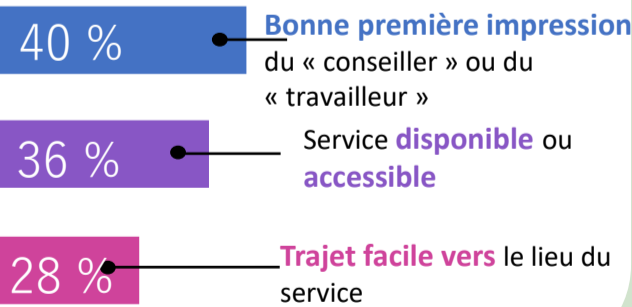 40 %
Bonne première impression
du « conseiller » ou du
« travailleur »
36 %
Service disponible ou
accessible
28 %
Trajet facile vers le lieu du
service